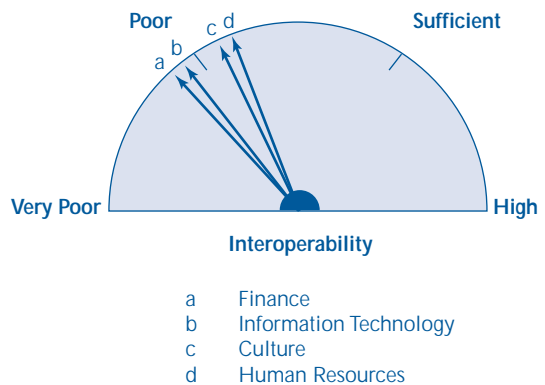 Poor Sufficient
c d
b
a
Very Poor High
Interoperability
a Finance
b Information Technology
c Culture
d Human Resources